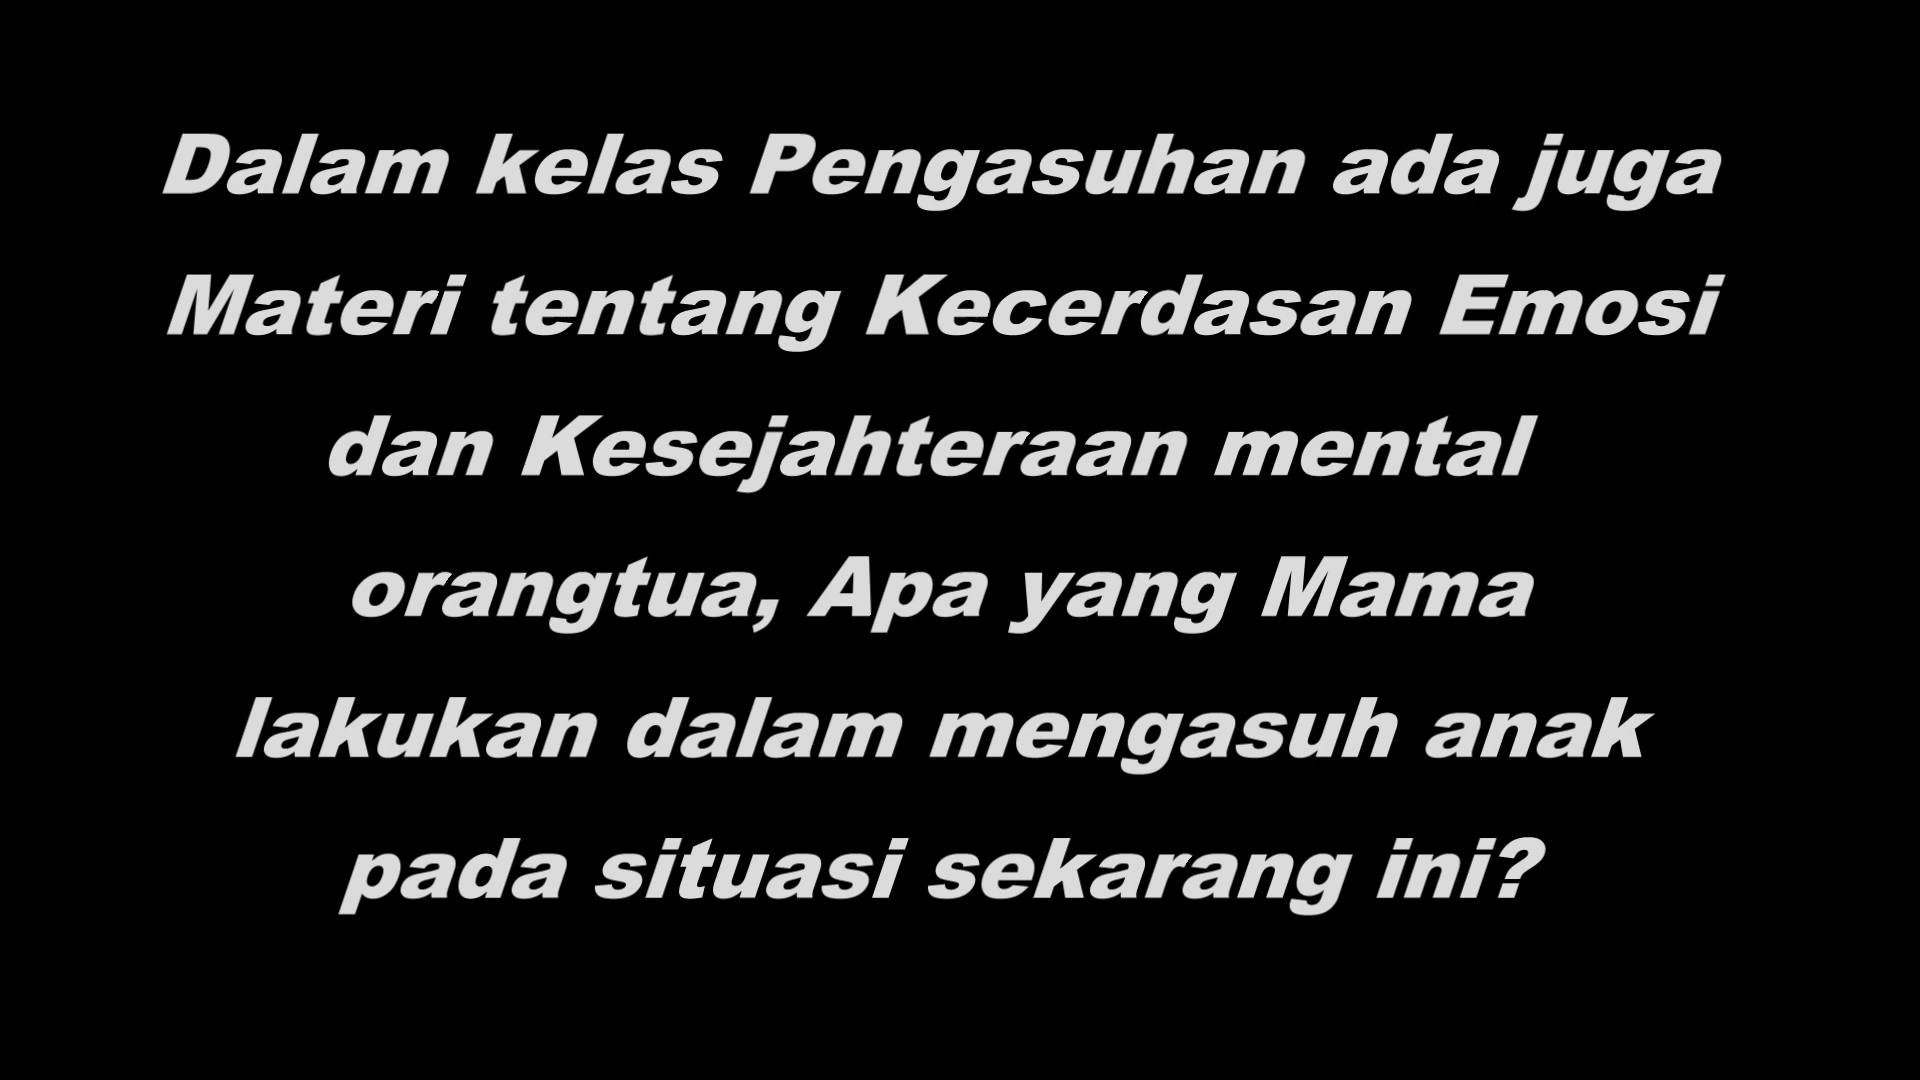 Dalam kelas Pengasuhan ada juga
Materi tentang Kecerdasan Emosi
dan Kesejahteraan mental
orangtua, Apa yang Mama
lakukan dalam mengasuh anak
pada situasi sekarang ini?